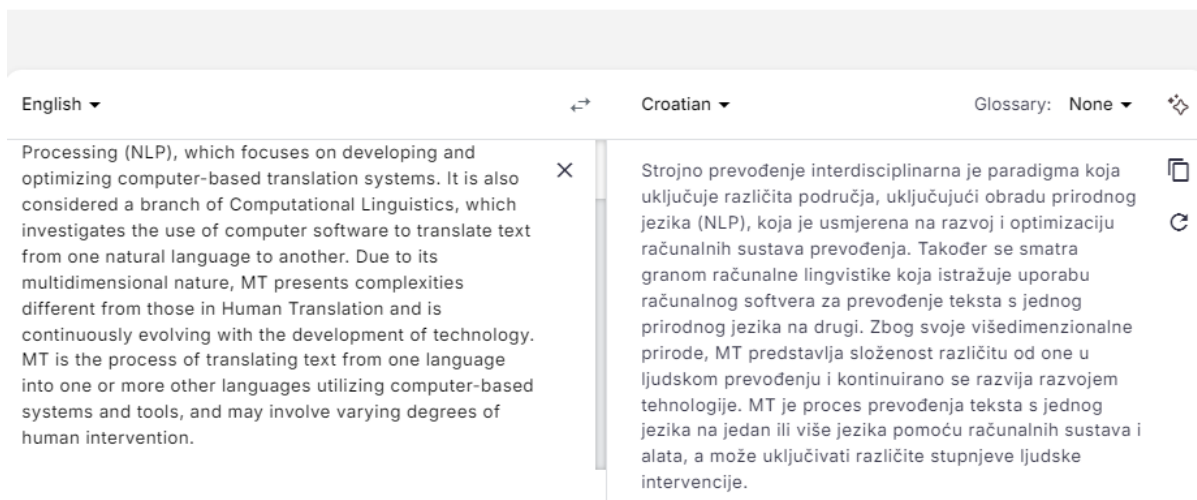 English
Croatian
Glossary: None
Processing (NLP), which focuses on developing and
optimizing computer-based translation systems. It is also
considered a branch of Computational Linguistics, which
investigates the use of computer software to translate text
from one natural language to another. Due to its
multidimensional nature, MT presents complexities
different from those in Human Translation and is
continuously evolving with the development of technology.
MT is the process of translating text from one language
into one or more other languages utilizing computer-based
systems and tools, and may involve varying degrees of
human intervention.
Strojno prevođenje interdisciplinarna je paradigma koja
uključuje različita područja, uključujući obradu prirodnog
jezika (NLP), koja je usmjerena na razvoj i optimizaciju
računalnih sustava prevođenja. Također se smatra
granom računalne lingvistike koja istražuje uporabu
računalnog softvera za prevođenje teksta s jednog
prirodnog jezika na drugi. Zbog svoje višedimenzionalne
prirode, MT predstavlja složenost različitu od one u
ljudskom prevođenju i kontinuirano se razvija razvojem
tehnologije. MT je proces prevođenja teksta s jednog
jezika na jedan ili više jezika pomoću računalnih sustava i
alata, a može uključivati različite stupnjeve ljudske
intervencije.